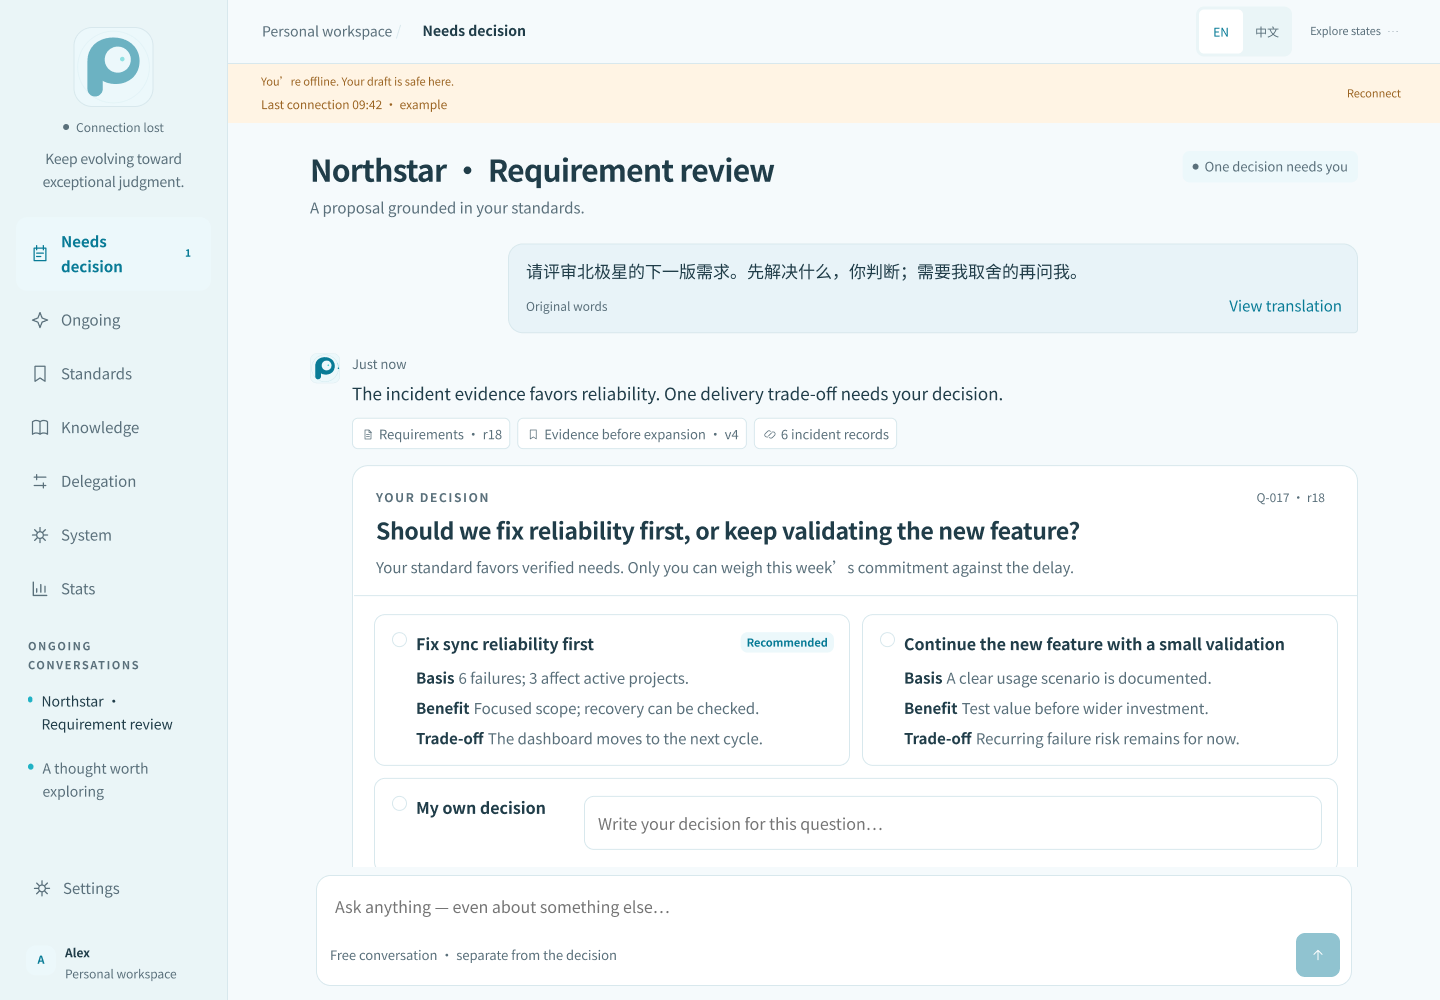 Connection lost
Keep evolving toward
exceptional judgment.
Needs
decision
1
Ongoing
Standards
Knowledge
Delegation
System
Stats
ONGOING
CONVERSATIONS
Northstar ・
Requirement review
A thought worth
exploring
Settings
A
Alex
Personal workspace
Personal workspace / Needs decision
EN
中文
Explore states ···
You’re offline. Your draft is safe here.
Last connection 09:42 ・ example
Reconnect
Northstar ・ Requirement review
One decision needs you
A proposal grounded in your standards.
请评审北极星的下一版需求。先解决什么，你判断；需要我取舍的再问我。
Original words
View translation
Just now
The incident evidence favors reliability. One delivery trade-off needs your decision.
Requirements ・ r18
Evidence before expansion ・ v4
6 incident records
YOUR DECISION
Q-017 ・ r18
Should we fix reliability first, or keep validating the new feature?
Your standard favors verified needs. Only you can weigh this week’s commitment against the delay.
Fix sync reliability first
Recommended
Basis 6 failures; 3 affect active projects.
Benefit Focused scope; recovery can be checked.
Trade-off The dashboard moves to the next cycle.
Continue the new feature with a small validation
Basis A clear usage scenario is documented.
Benefit Test value before wider investment.
Trade-off Recurring failure risk remains for now.
My own decision
Write your decision for this question…
Ask anything — even about something else…
Free conversation ・ separate from the decision